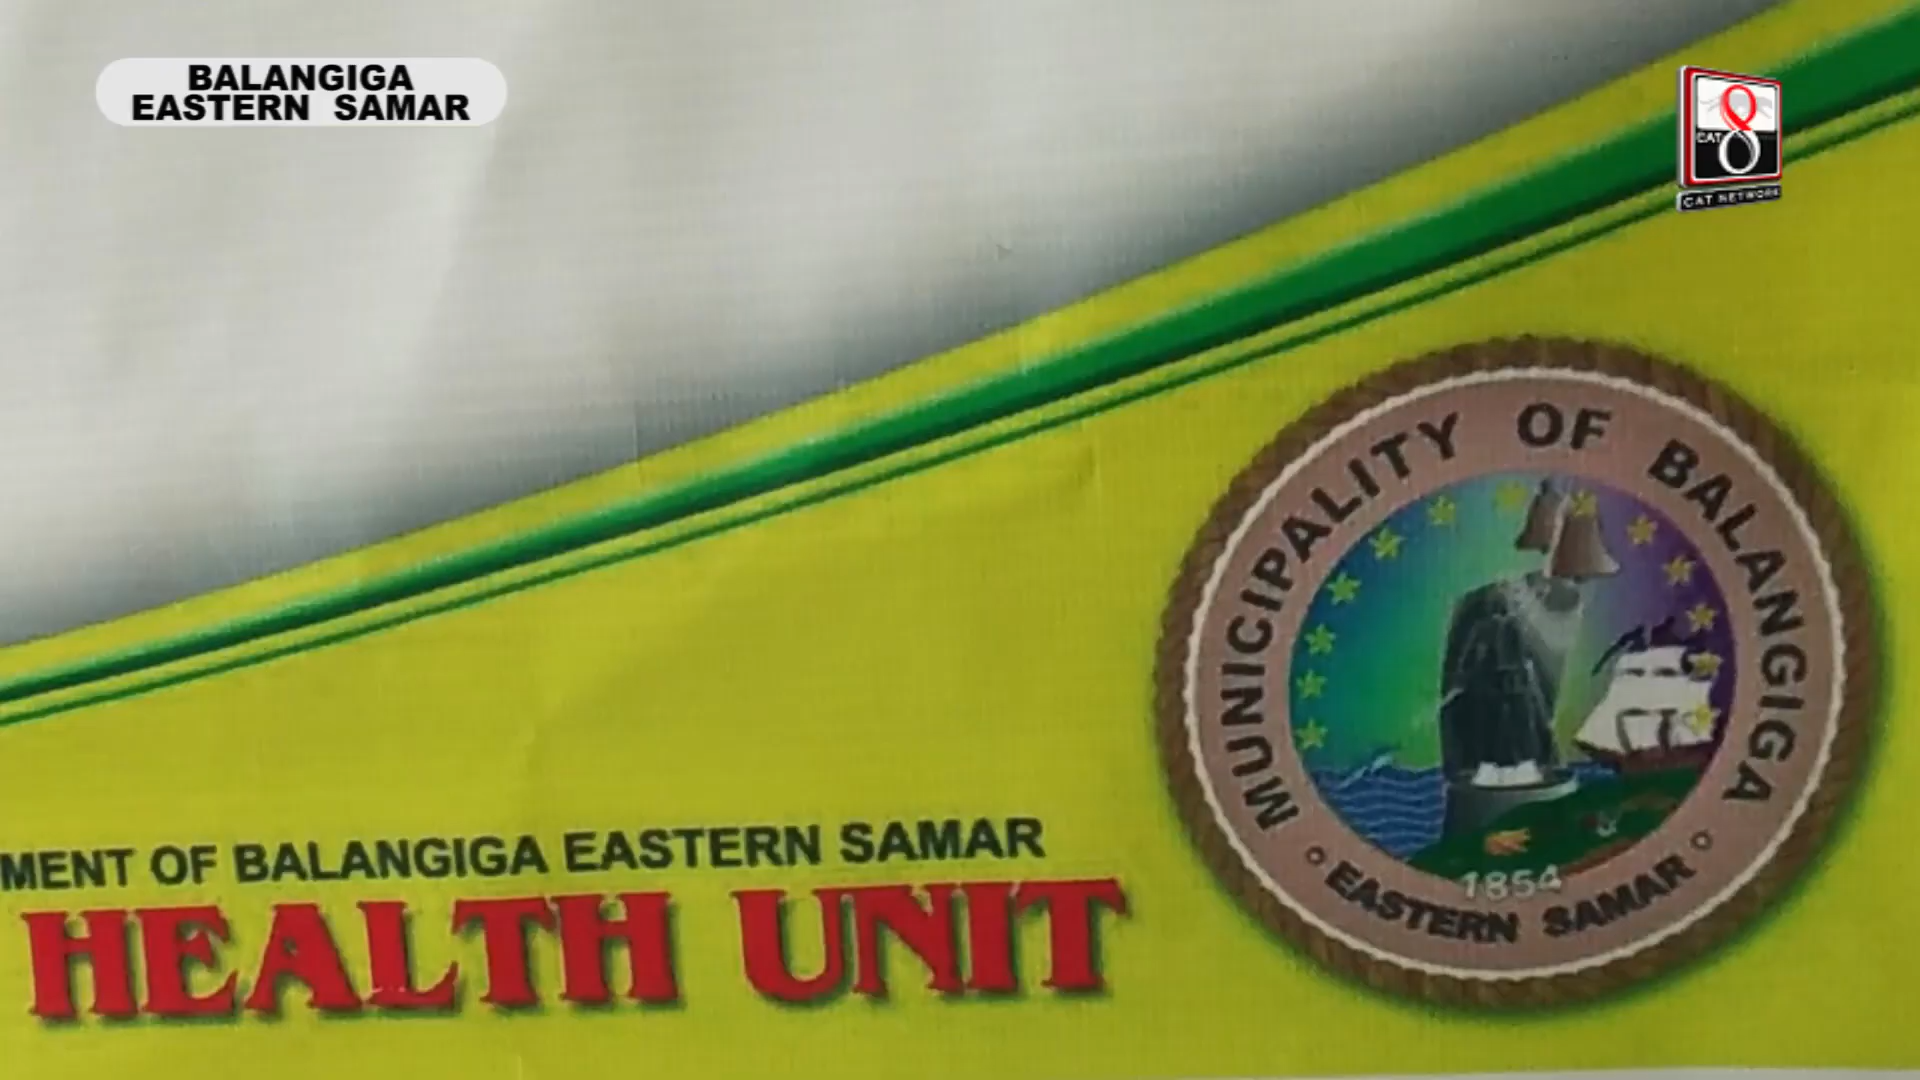 BALANGIGA
EASTERN SAMAR
CAT 8
CAT NETWORK
MUNICIPALITY OF BALANGIGA
1854
EASTERN SAMAR
MENT OF BALANGIGA EASTERN SAMAR
HEALTH UNIT